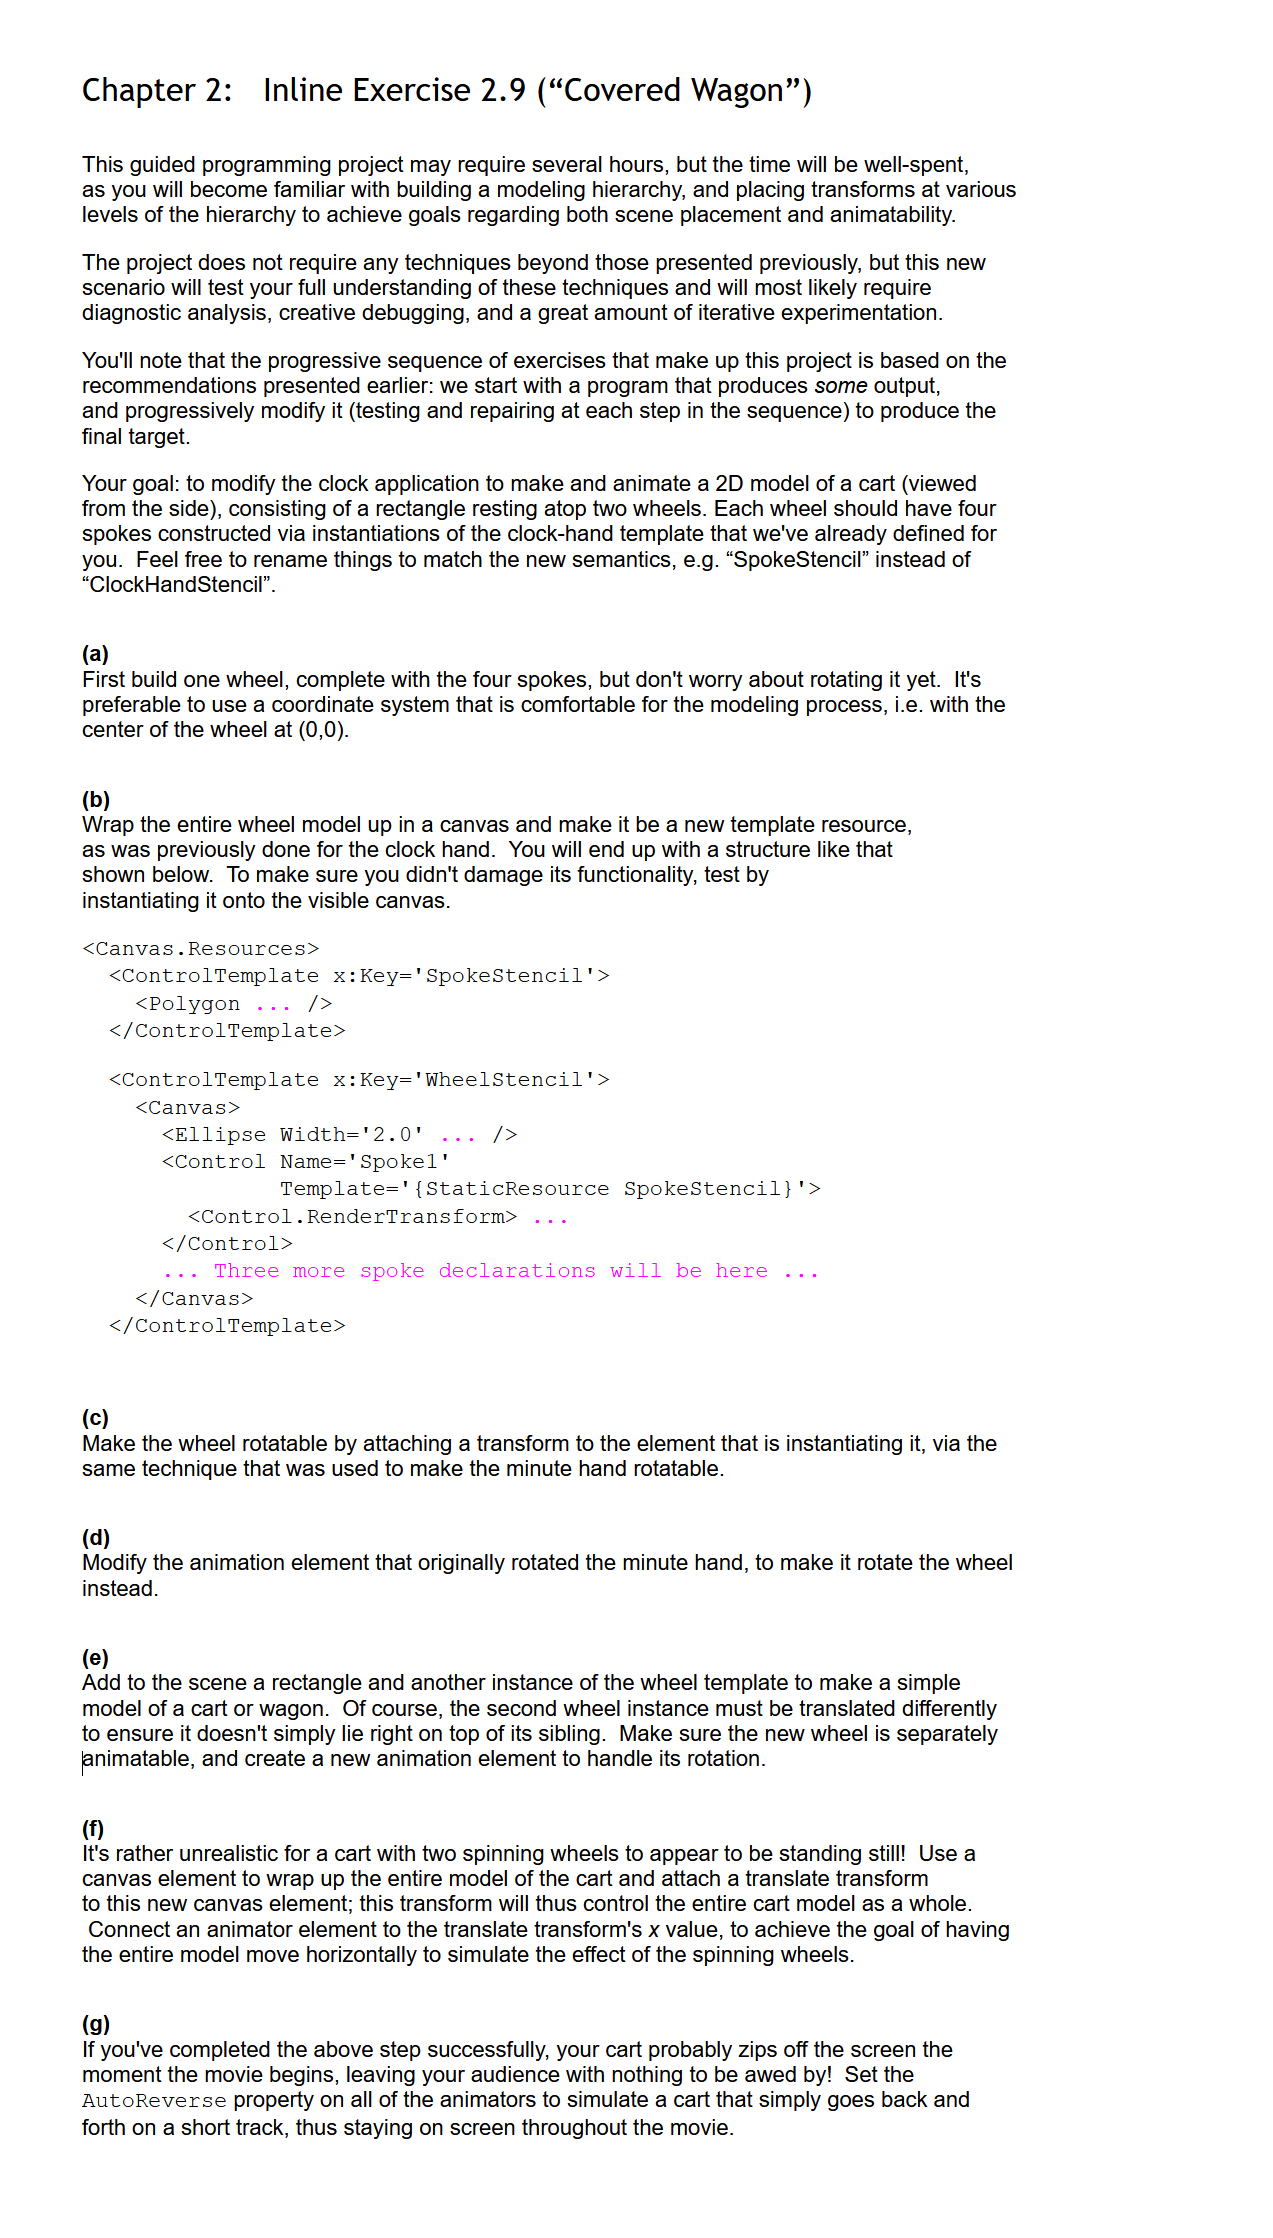 Chapter 2:   Inline Exercise 2.9 (“Covered Wagon”)
This guided programming project may require several hours, but the time will be well-spent,
as you will become familiar with building a modeling hierarchy, and placing transforms at various
levels of the hierarchy to achieve goals regarding both scene placement and animatability.
The project does not require any techniques beyond those presented previously, but this new
scenario will test your full understanding of these techniques and will most likely require
diagnostic analysis, creative debugging, and a great amount of iterative experimentation.
You'll note that the progressive sequence of exercises that make up this project is based on the
recommendations presented earlier: we start with a program that produces some output,
and progressively modify it (testing and repairing at each step in the sequence) to produce the
final target.
Your goal: to modify the clock application to make and animate a 2D model of a cart (viewed
from the side), consisting of a rectangle resting atop two wheels. Each wheel should have four
spokes constructed via instantiations of the clock-hand template that we've already defined for
you.  Feel free to rename things to match the new semantics, e.g. “SpokeStencil” instead of
“ClockHandStencil”.
(a)
First build one wheel, complete with the four spokes, but don't worry about rotating it yet.  It's
preferable to use a coordinate system that is comfortable for the modeling process, i.e. with the
center of the wheel at (0,0).
(b)
Wrap the entire wheel model up in a canvas and make it be a new template resource,
as was previously done for the clock hand.  You will end up with a structure like that
shown below.  To make sure you didn't damage its functionality, test by
instantiating it onto the visible canvas.
<Canvas.Resources>
  <ControlTemplate x:Key='SpokeStencil'>
    <Polygon ... />
  </ControlTemplate>
  <ControlTemplate x:Key='WheelStencil'>
    <Canvas>
      <Ellipse Width='2.0' ... />
      <Control Name='Spoke1'
               Template='{StaticResource SpokeStencil}'>
        <Control.RenderTransform> ...
      </Control>
      ... Three more spoke declarations will be here ...
    </Canvas>
  </ControlTemplate>
(c)
Make the wheel rotatable by attaching a transform to the element that is instantiating it, via the
same technique that was used to make the minute hand rotatable.
(d)
Modify the animation element that originally rotated the minute hand, to make it rotate the wheel
instead.
(e)
Add to the scene a rectangle and another instance of the wheel template to make a simple
model of a cart or wagon.  Of course, the second wheel instance must be translated differently
to ensure it doesn't simply lie right on top of its sibling.  Make sure the new wheel is separately
animatable, and create a new animation element to handle its rotation.
(f)
It's rather unrealistic for a cart with two spinning wheels to appear to be standing still!  Use a
canvas element to wrap up the entire model of the cart and attach a translate transform
to this new canvas element; this transform will thus control the entire cart model as a whole.
 Connect an animator element to the translate transform's x value, to achieve the goal of having
the entire model move horizontally to simulate the effect of the spinning wheels.
(g)
If you've completed the above step successfully, your cart probably zips off the screen the
moment the movie begins, leaving your audience with nothing to be awed by!  Set the
AutoReverse property on all of the animators to simulate a cart that simply goes back and
forth on a short track, thus staying on screen throughout the movie.